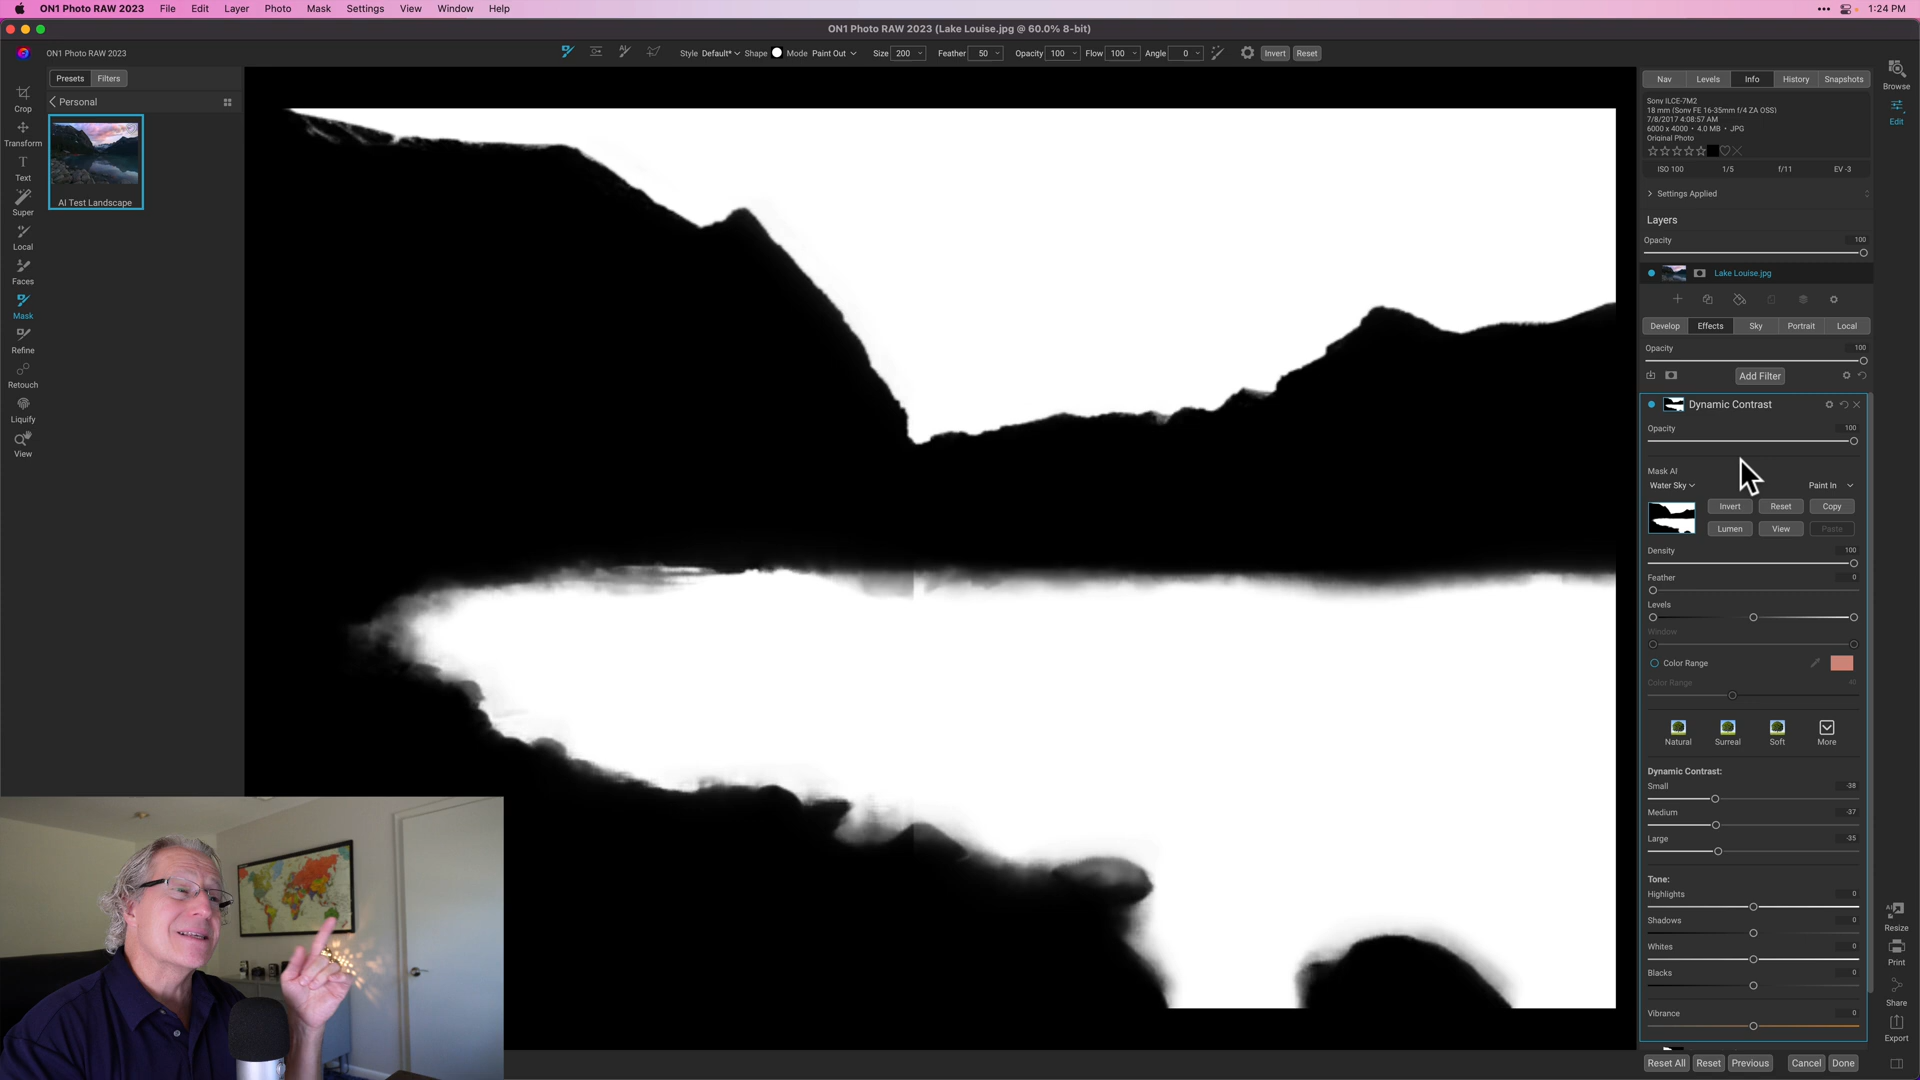 ON1 Photo RAW 2023 File Edit Layer Photo Mask Settings View Window Help 1:24 PM
ON1 Photo RAW 2023 (Lake Louise.jpg @ 60.0% 8-bit)
ON1 Photo RAW 2023 Style Default* Shape Mode Paint Out Size 200 Feather 50 Opacity 100 Flow 100 Angle 0 Invert Reset
Presets Filters
Personal
AI Test Landscape
Crop
Transform
Text
Super
Local
Faces
Mask
Refine
Retouch
Liquify
View
Nav Levels Info History Snapshots
Sony ILCE-7M2
18 mm (Sony FE 16-35mm f/4 ZA OSS)
7/8/2017 4:08:57 AM
6000 x 4000 • 4.0 MB • JPG
Original Photo
ISO 100 1/5 f/11 EV -3
Settings Applied
Layers
Opacity 100
Lake Louise.jpg
Develop Effects Sky Portrait Local
Opacity 100
Add Filter
Dynamic Contrast
Opacity 100
Mask AI
Water Sky Paint In
Invert Reset Copy
Lumen View Paste
Density 100
Feather 0
Levels
Window
Color Range
Color Range 40
Natural Surreal Soft More
Dynamic Contrast:
Small -38
Medium -37
Large -35
Tone:
Highlights 0
Shadows 0
Whites 0
Blacks 0
Vibrance 0
Reset All Reset Previous Cancel Done
Browse
Edit
Resize
Print
Share
Export